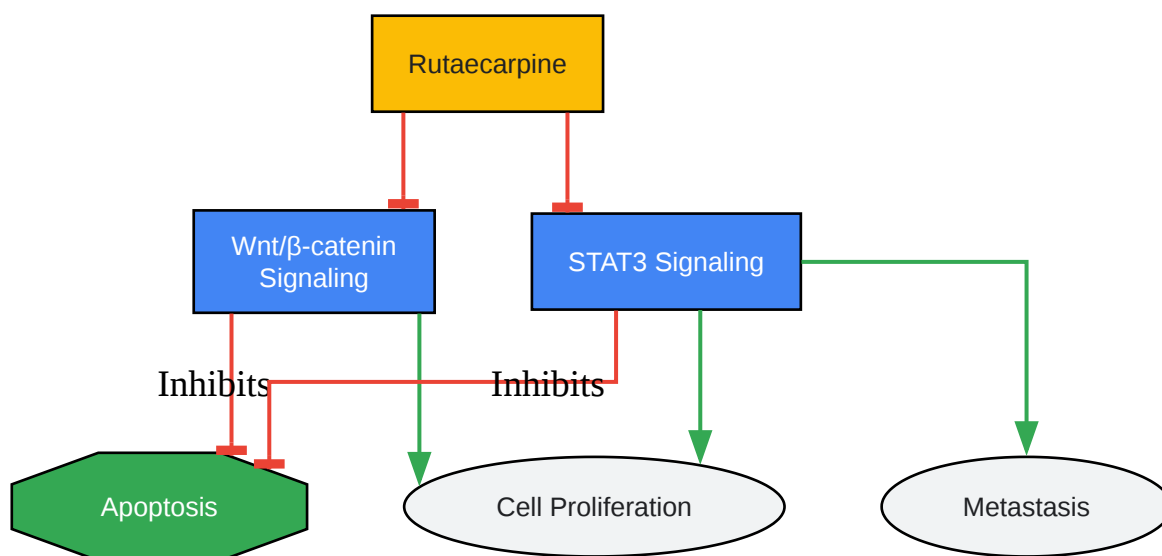 Rutaecarpine
Wnt/β-catenin
Signaling
STAT3 Signaling
Inhibits
Inhibits
Apoptosis
Cell Proliferation
Metastasis